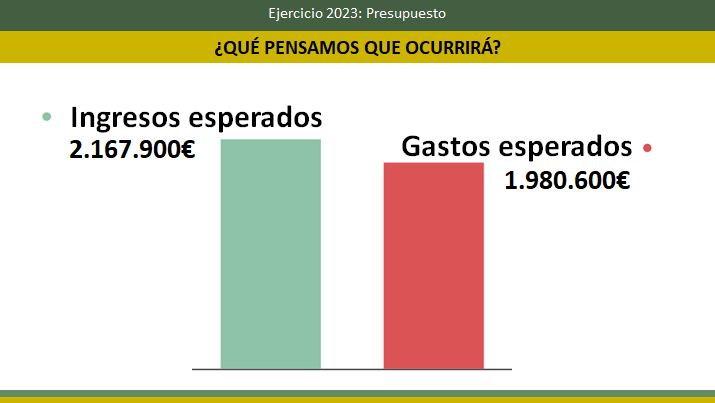 Ejercicio 2023: Presupuesto
¿QUÉ PENSAMOS QUE OCURRIRÁ?
Ingresos esperados
2.167.900€
Gastos esperados
1.980.600€